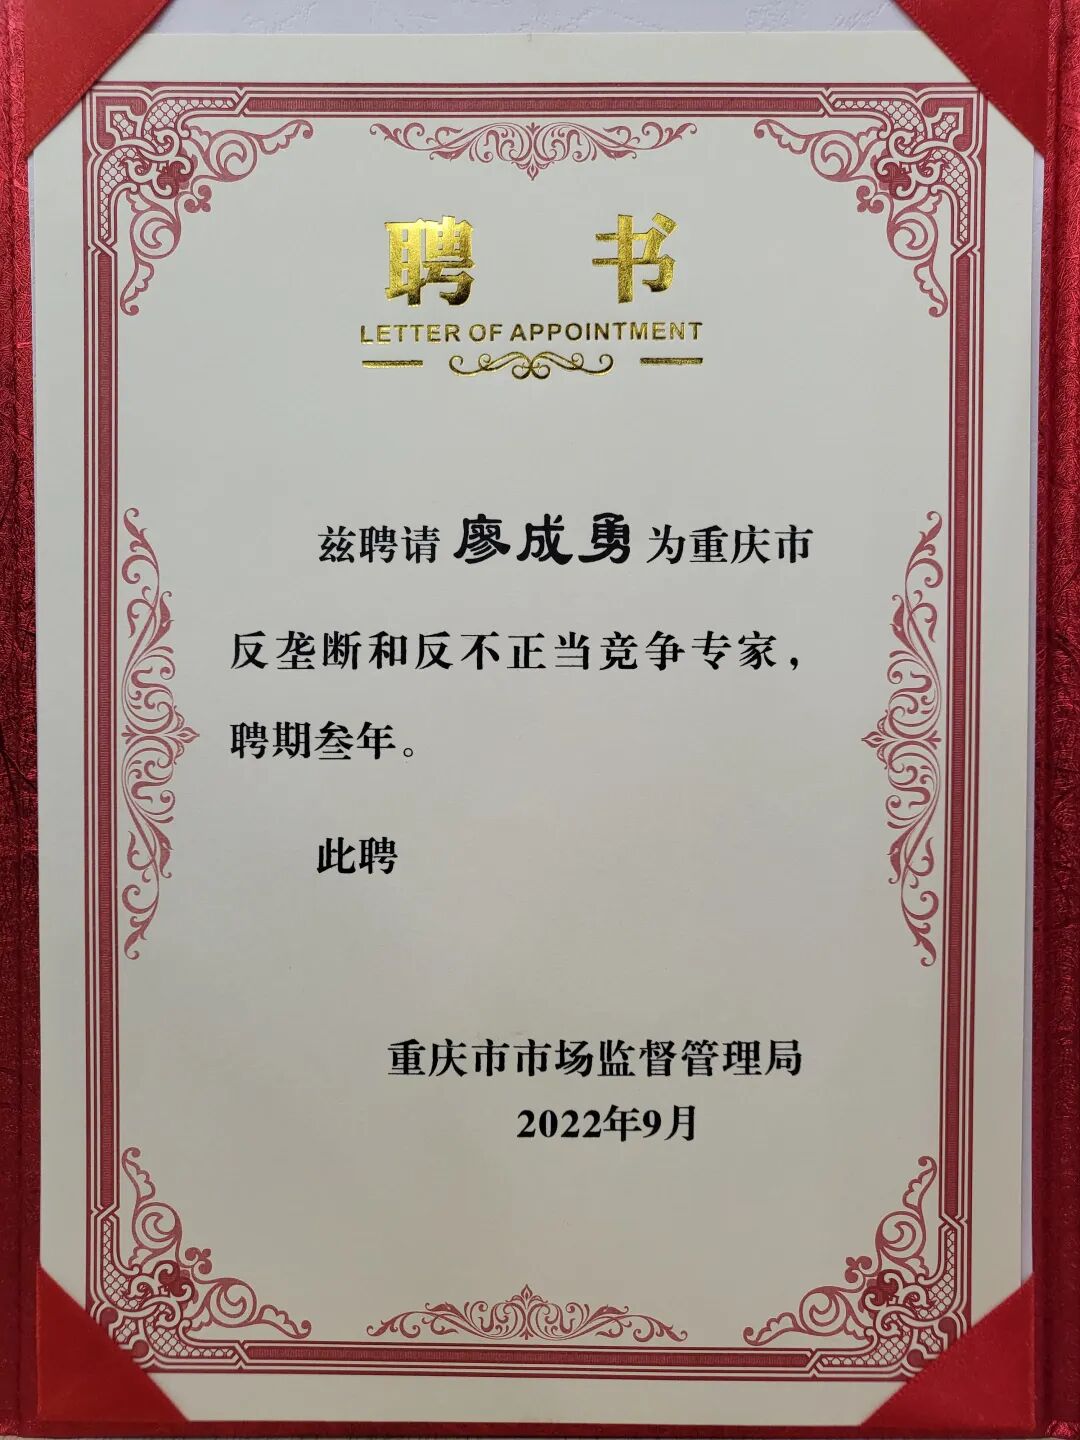 聘书
LETTER OF APPOINTMENT
兹聘请廖成勇为重庆市
反垄断和反不正当竞争专家，
聘期叁年。
此聘
重庆市市场监督管理局
2022年9月